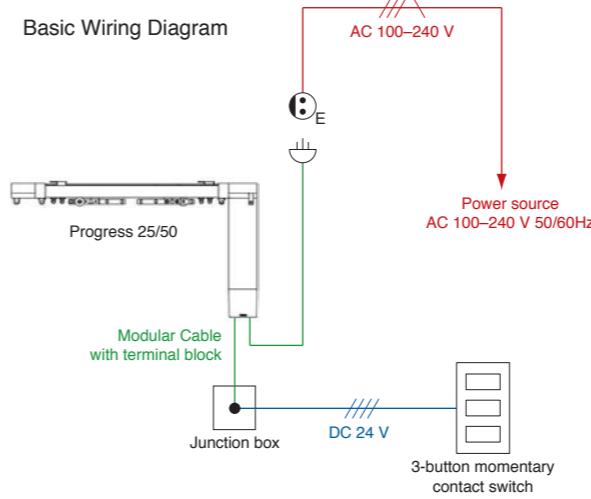 Basic Wiring Diagram
AC 100–240 V
E
Power source
AC 100–240 V 50/60Hz
Progress 25/50
Modular Cable
with terminal block
Junction box
DC 24 V
3-button momentary
contact switch